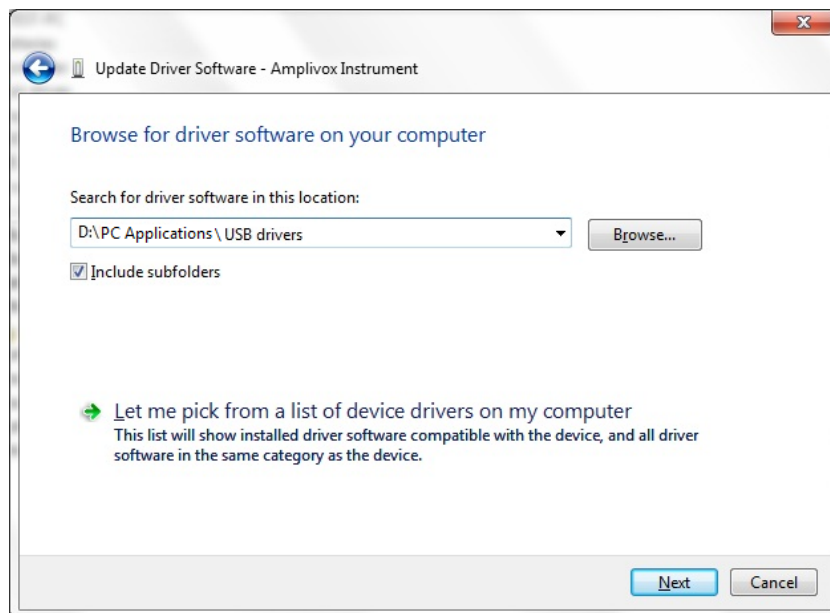 Update Driver Software - Amplivox Instrument
Browse for driver software on your computer
Search for driver software in this location:
D:\PC Applications\USB drivers
Browse...
Include subfolders
Let me pick from a list of device drivers on my computer
This list will show installed driver software compatible with the device, and all driver
software in the same category as the device.
Next
Cancel